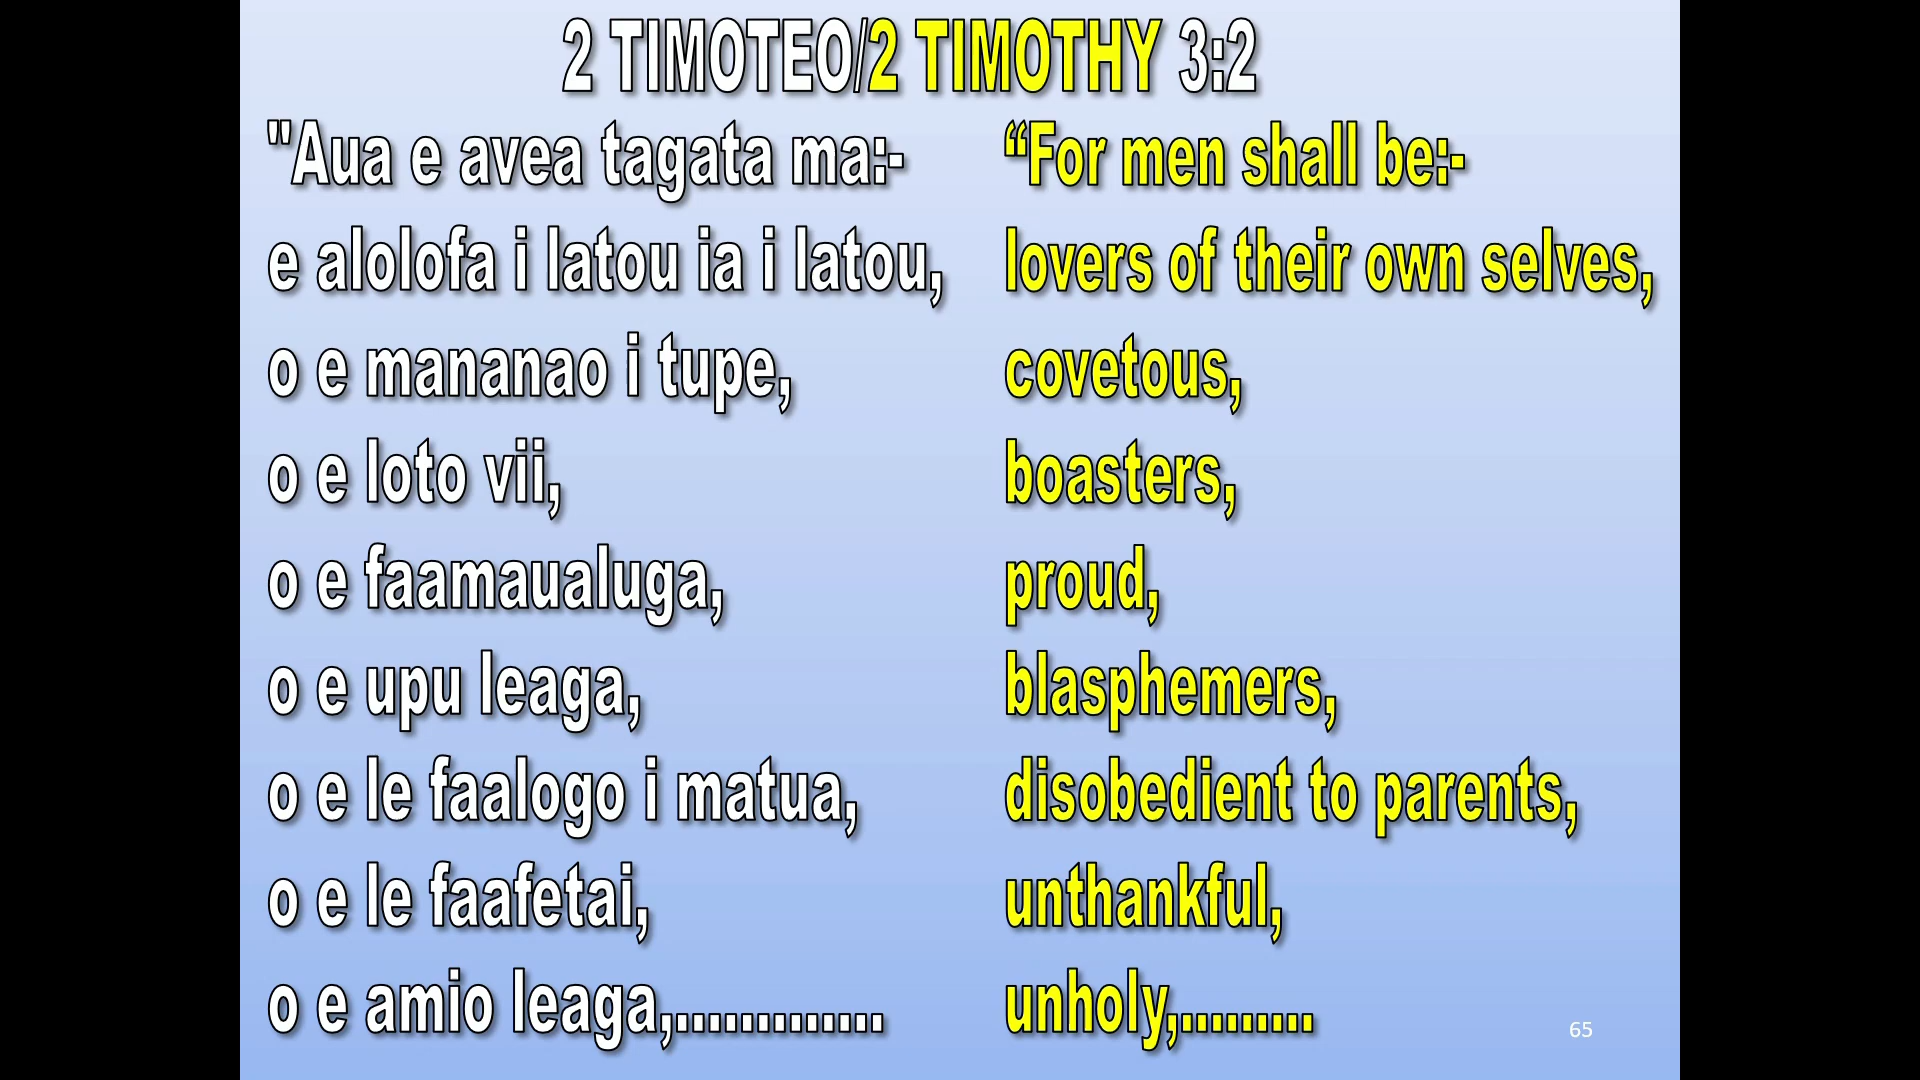 2 TIMOTEO/2 TIMOTHY 3:2
"Aua e avea tagata ma:-
e alolofa i latou ia i latou,
o e mananao i tupe,
o e loto vii,
o e faamaualuga,
o e upu leaga,
o e le faalogo i matua,
o e le faafetai,
o e amio leaga,.............
“For men shall be:-
lovers of their own selves,
covetous,
boasters,
proud,
blasphemers,
disobedient to parents,
unthankful,
unholy,.........
65